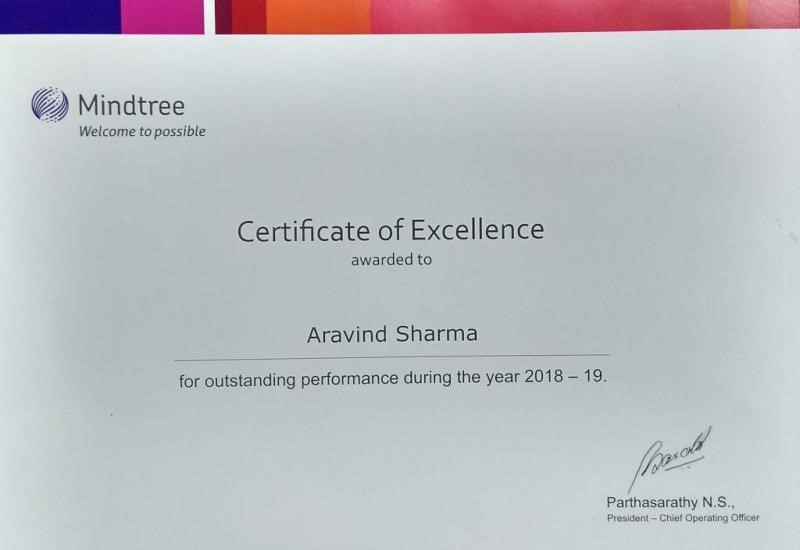 Mindtree
Welcome to possible
Certificate of Excellence
awarded to
Aravind Sharma
for outstanding performance during the year 2018 – 19.
Parthasarathy N.S.,
President – Chief Operating Officer